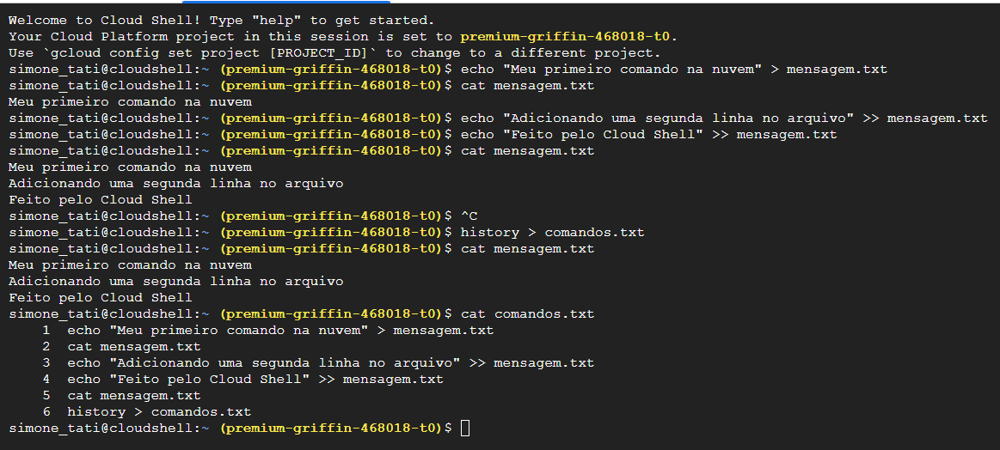 Welcome to Cloud Shell! Type "help" to get started.
Your Cloud Platform project in this session is set to premium-griffin-468018-t0.
Use `gcloud config set project [PROJECT_ID]` to change to a different project.
simone_tati@cloudshell:~ (premium-griffin-468018-t0)$ echo "Meu primeiro comando na nuvem" > mensagem.txt
simone_tati@cloudshell:~ (premium-griffin-468018-t0)$ cat mensagem.txt
Meu primeiro comando na nuvem
simone_tati@cloudshell:~ (premium-griffin-468018-t0)$ echo "Adicionando uma segunda linha no arquivo" >> mensagem.txt
simone_tati@cloudshell:~ (premium-griffin-468018-t0)$ echo "Feito pelo Cloud Shell" >> mensagem.txt
simone_tati@cloudshell:~ (premium-griffin-468018-t0)$ cat mensagem.txt
Meu primeiro comando na nuvem
Adicionando uma segunda linha no arquivo
Feito pelo Cloud Shell
simone_tati@cloudshell:~ (premium-griffin-468018-t0)$ ^C
simone_tati@cloudshell:~ (premium-griffin-468018-t0)$ history > comandos.txt
simone_tati@cloudshell:~ (premium-griffin-468018-t0)$ cat mensagem.txt
Meu primeiro comando na nuvem
Adicionando uma segunda linha no arquivo
Feito pelo Cloud Shell
simone_tati@cloudshell:~ (premium-griffin-468018-t0)$ cat comandos.txt
    1  echo "Meu primeiro comando na nuvem" > mensagem.txt
    2  cat mensagem.txt
    3  echo "Adicionando uma segunda linha no arquivo" >> mensagem.txt
    4  echo "Feito pelo Cloud Shell" >> mensagem.txt
    5  cat mensagem.txt
    6  history > comandos.txt
simone_tati@cloudshell:~ (premium-griffin-468018-t0)$